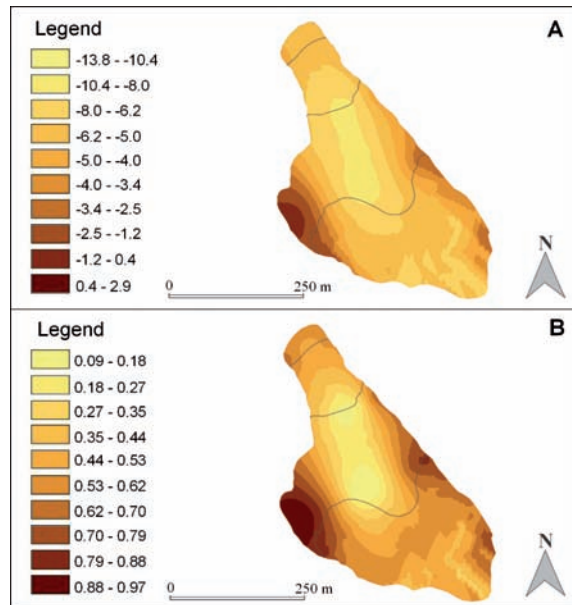 Legend
A
-13.8 - -10.4
-10.4 - -8.0
-8.0 - -6.2
-6.2 - -5.0
-5.0 - -4.0
-4.0 - -3.4
-3.4 - -2.5
-2.5 - -1.2
-1.2 - 0.4
0.4 - 2.9
N
0 250 m
Legend
B
0.09 - 0.18
0.18 - 0.27
0.27 - 0.35
0.35 - 0.44
0.44 - 0.53
0.53 - 0.62
0.62 - 0.70
0.70 - 0.79
0.79 - 0.88
0.88 - 0.97
N
0 250 m